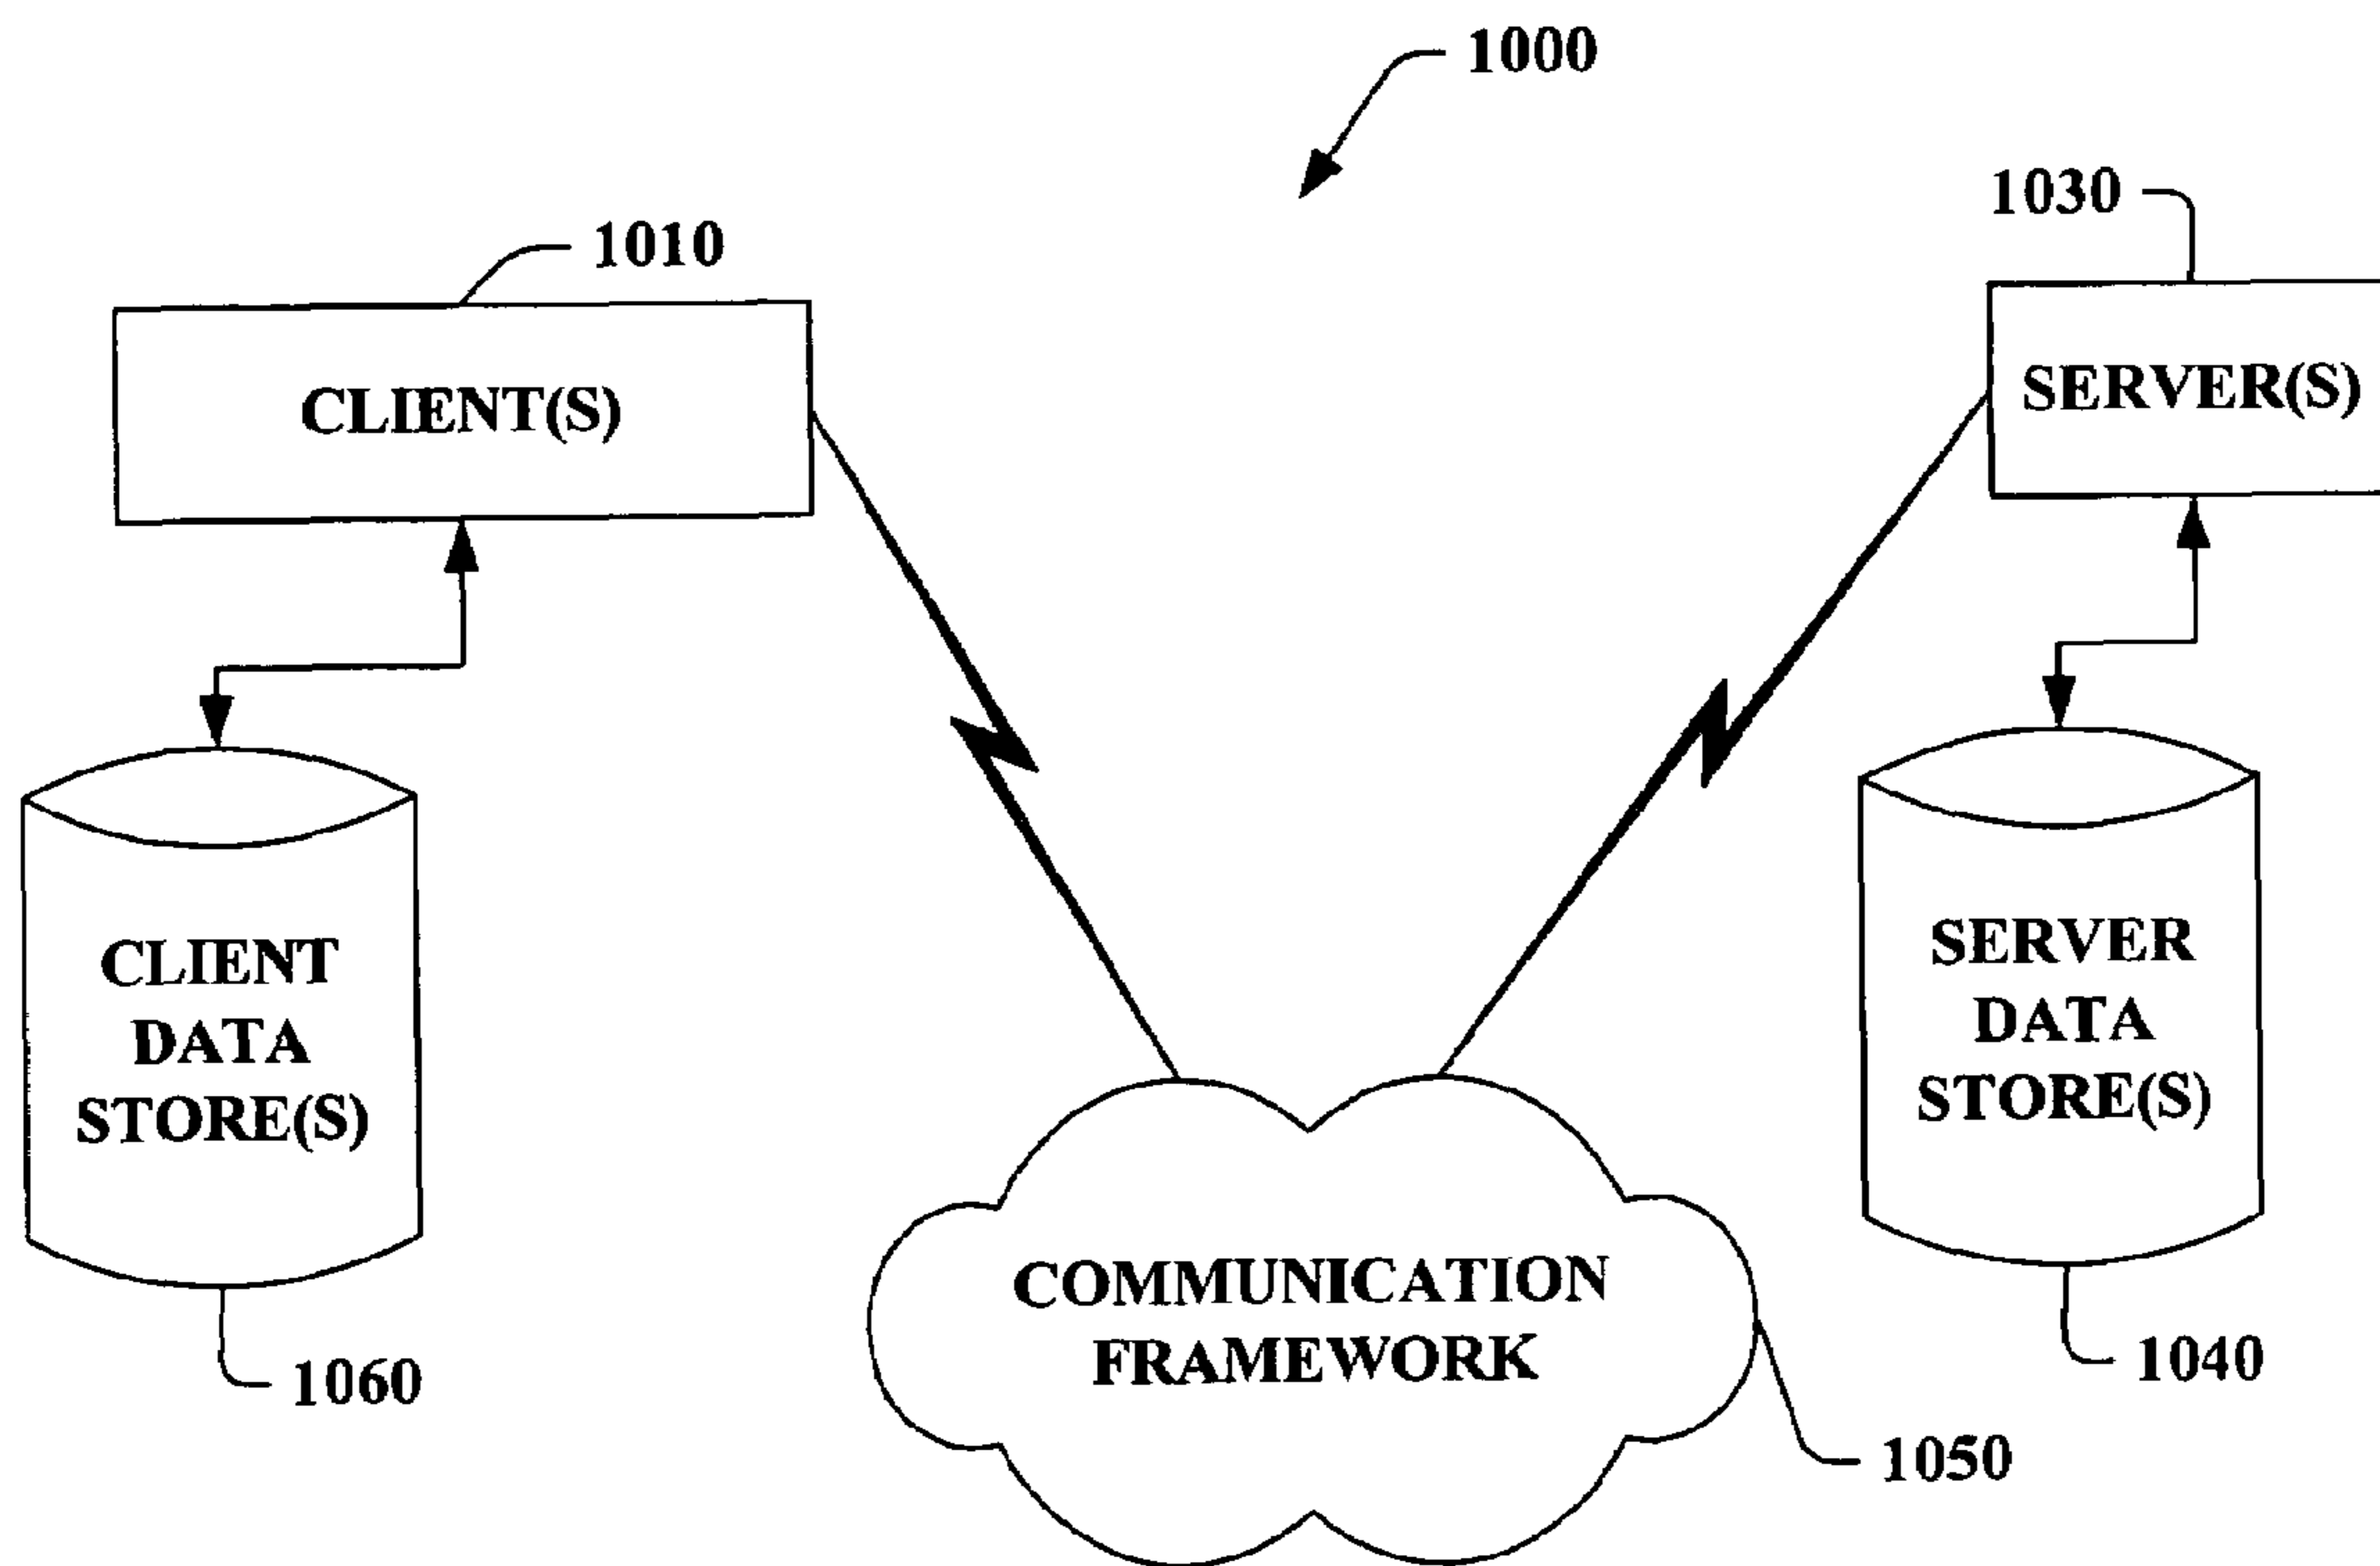 1000
1030
1010
CLIENT(S)
SERVER(S)
CLIENT
DATA
STORE(S)
SERVER
DATA
STORE(S)
COMMUNICATION
FRAMEWORK
1060
1040
1050